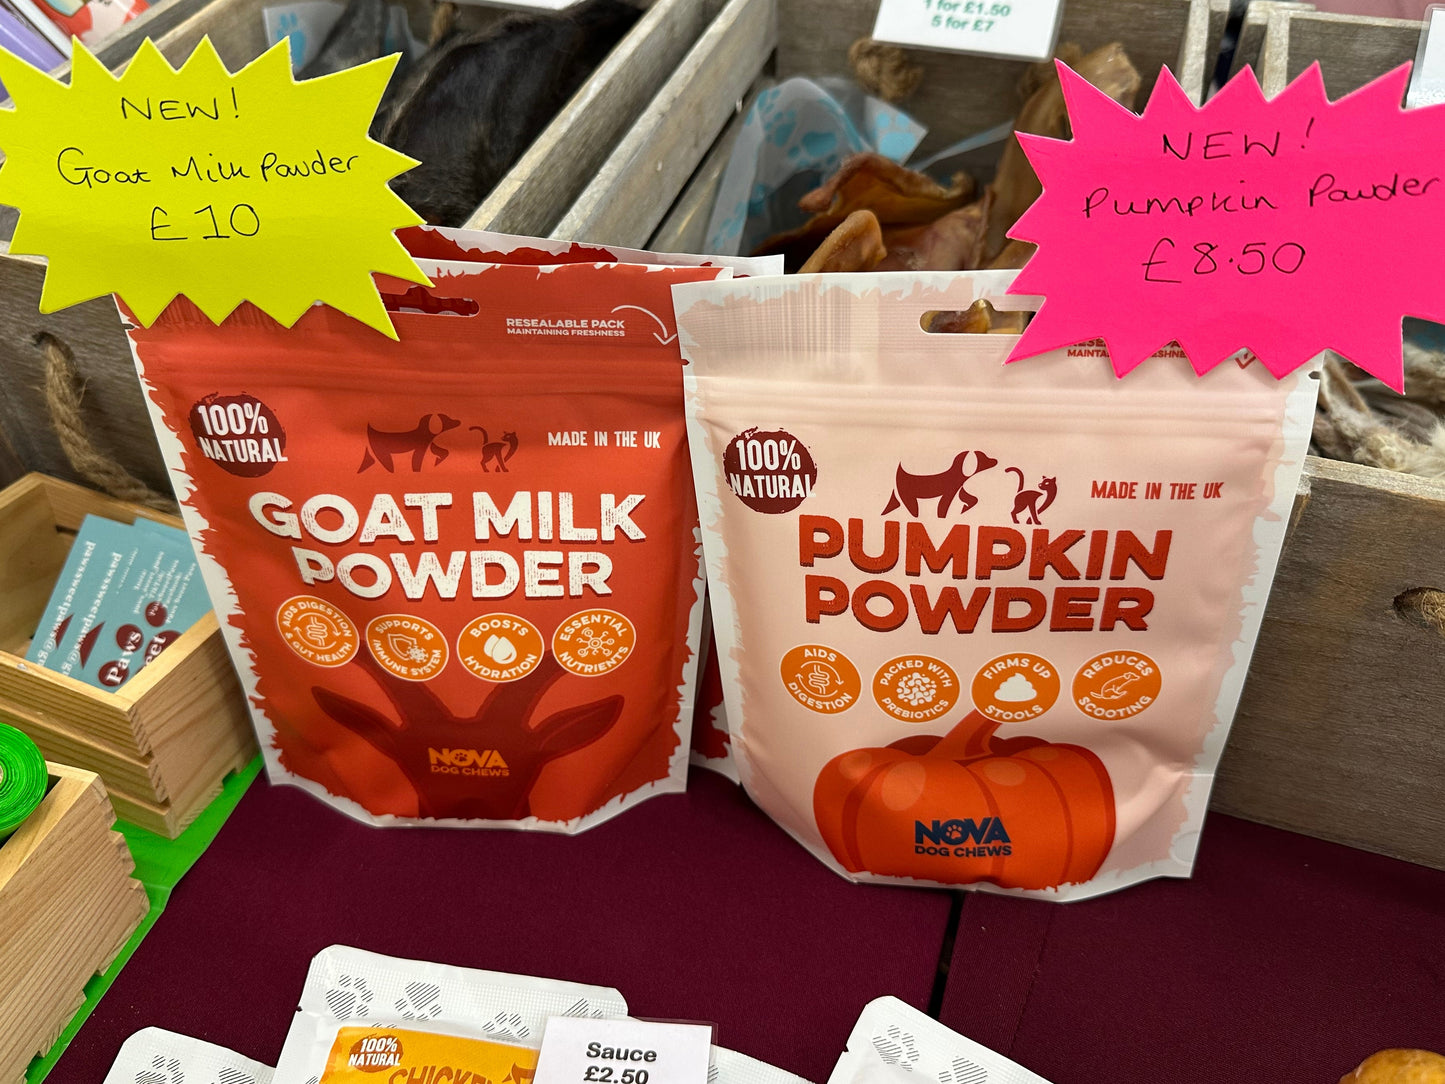 1 for £1.50
5 for £7
NEW!
Goat Milk Powder
£10
NEW!
Pumpkin Powder
£8.50
RESEALABLE PACK
MAINTAINING FRESHNESS
100%
NATURAL
MADE IN THE UK
GOAT MILK
POWDER
AIDS DIGESTION
& GUT HEALTH
SUPPORTS
IMMUNE SYSTEM
BOOSTS
HYDRATION
ESSENTIAL
NUTRIENTS
NOVA
DOG CHEWS
100%
NATURAL
MADE IN THE UK
PUMPKIN
POWDER
AIDS
DIGESTION
PACKED WITH
PREBIOTICS
FIRMS UP
STOOLS
REDUCES
SCOOTING
NOVA
DOG CHEWS
Paws
100%
NATURAL
CHICKEN
Sauce
£2.50